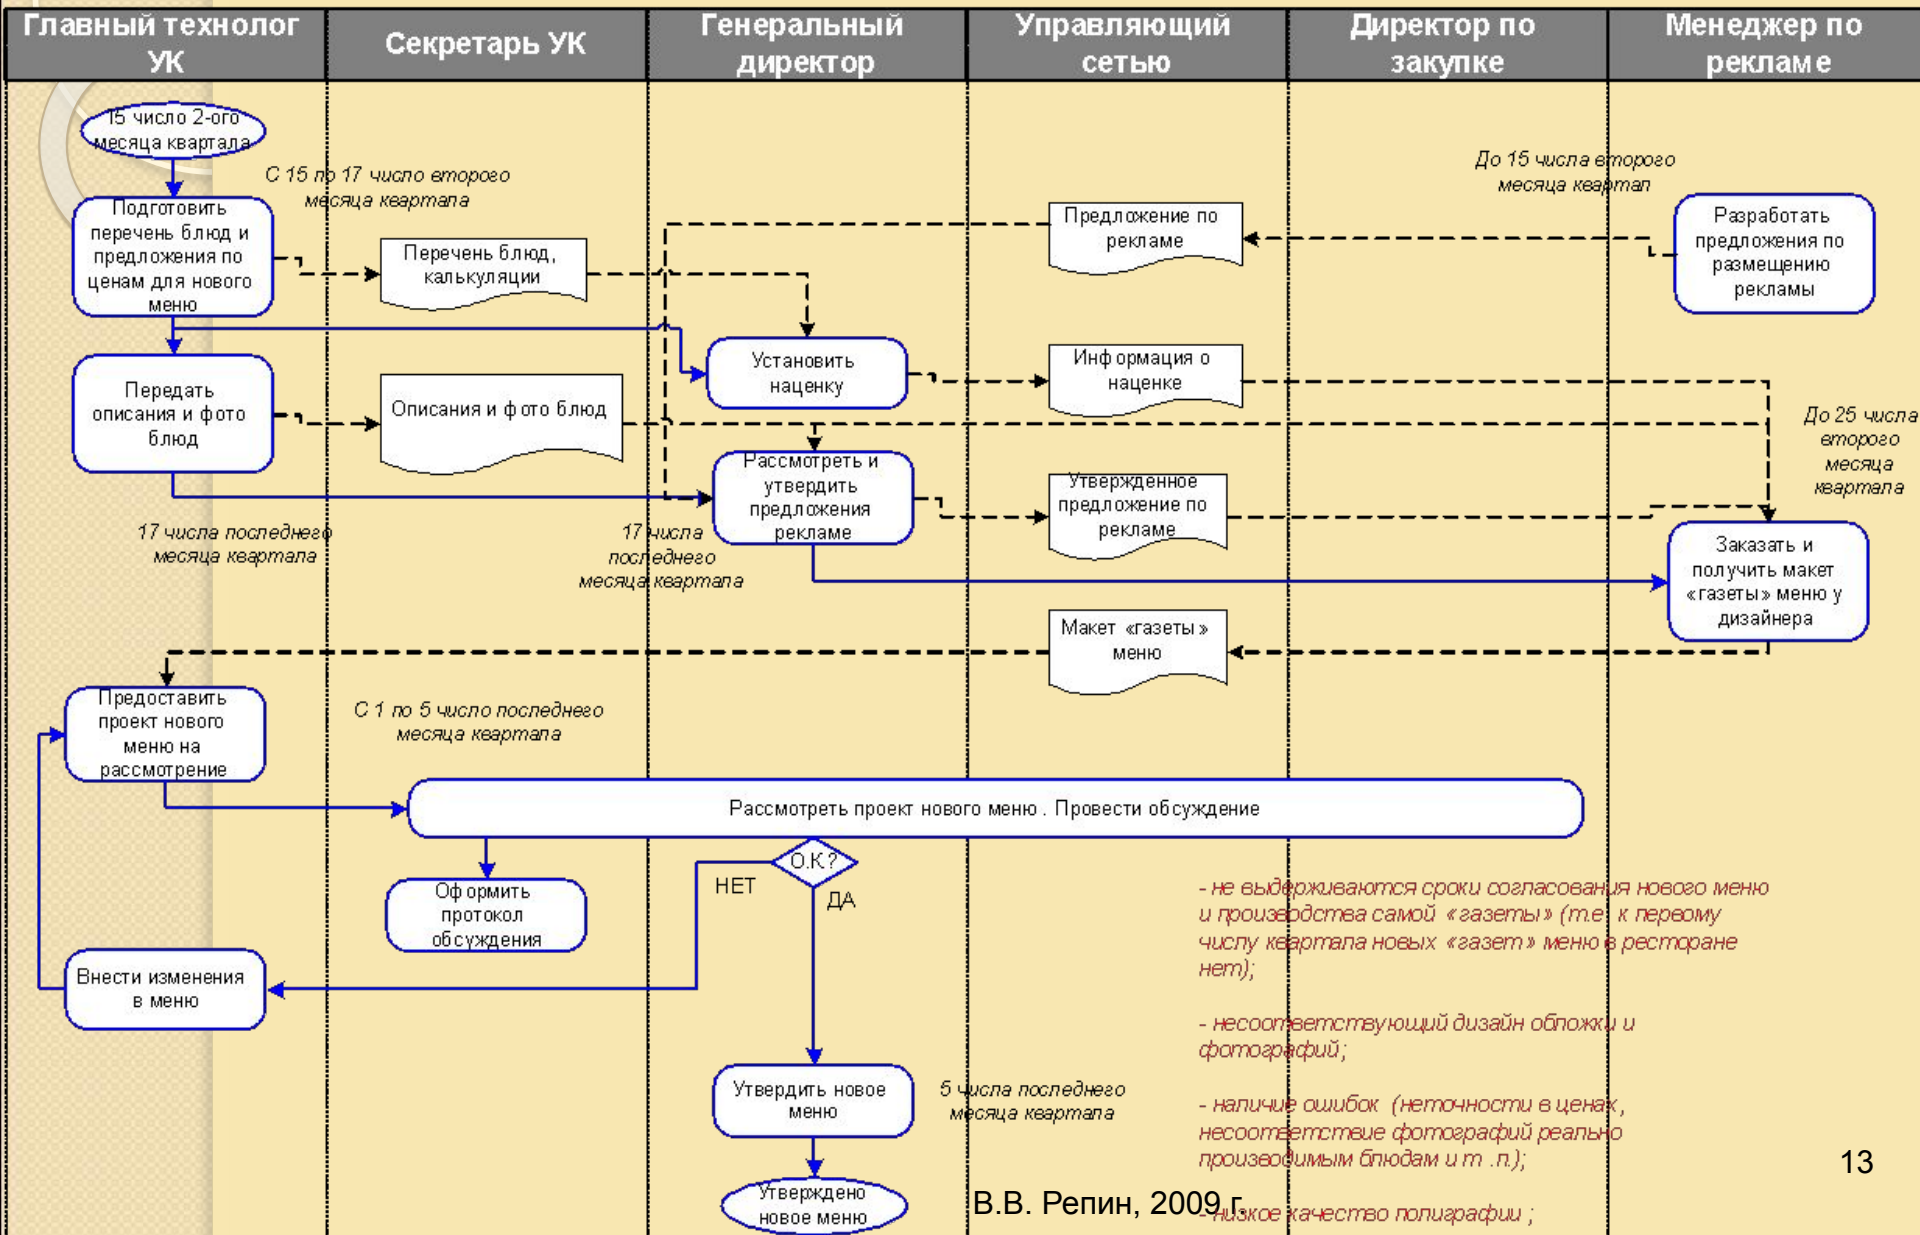 Главный технолог
УК
Секретарь УК
Генеральный
директор
Управляющий
сетью
Директор по
закупке
Менеджер по
рекламе
15 число 2-ого
месяца квартала
С 15 по 17 число второго
месяца квартала
До 15 числа второго
месяца квартал
Подготовить
перечень блюд и
предложения по
ценам для нового
меню
Перечень блюд,
калькуляции
Предложение по
рекламе
Разработать
предложения по
размещению
рекламы
Передать
описания и фото
блюд
Описания и фото блюд
Установить
наценку
Информация о
наценке
До 25 числа
второго
месяца
квартала
Рассмотреть и
утвердить
предложения
рекламе
Утвержденное
предложение по
рекламе
17 числа последнего
месяца квартала
17 числа
последнего
месяца квартала
Заказать и
получить макет
«газеты» меню у
дизайнера
Макет «газеты»
меню
Предоставить
проект нового
меню на
рассмотрение
С 1 по 5 число последнего
месяца квартала
Рассмотреть проект нового меню . Провести обсуждение
О.К.?
НЕТ
ДА
Оформить
протокол
обсуждения
Внести изменения
в меню
- не выдерживаются сроки согласования нового меню
и производства самой «газеты» (т.е. к первому
числу квартала новых «газет» меню в ресторане
нет);
- несоответствующий дизайн обложки и
фотографий;
- наличие ошибок (неточности в ценах,
несоответствие фотографий реально
производимым блюдам и т .п.);
- низкое качество полиграфии ;
Утвердить новое
меню
5 числа последнего
месяца квартала
Утверждено
новое меню
В.В. Репин, 2009 г.
13